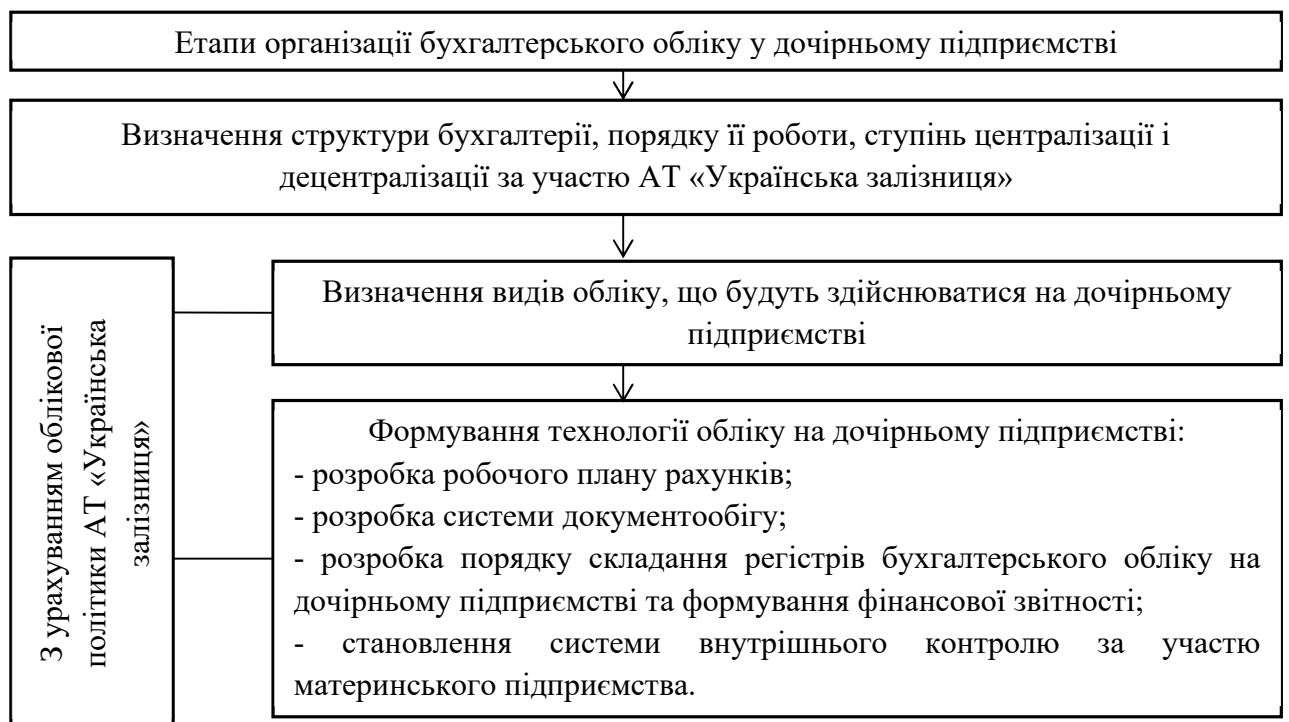 Етапи організації бухгалтерського обліку у дочірньому підприємстві
Визначення структури бухгалтерії, порядку її роботи, ступінь централізації і
децентралізації за участю АТ «Українська залізниця»
З урахуванням облікової
політики АТ «Українська
залізниця»
Визначення видів обліку, що будуть здійснюватися на дочірньому
підприємстві
Формування технології обліку на дочірньому підприємстві:
- розробка робочого плану рахунків;
- розробка системи документообігу;
- розробка порядку складання регістрів бухгалтерського обліку на
дочірньому підприємстві та формування фінансової звітності;
- становлення системи внутрішнього контролю за участю
материнського підприємства.